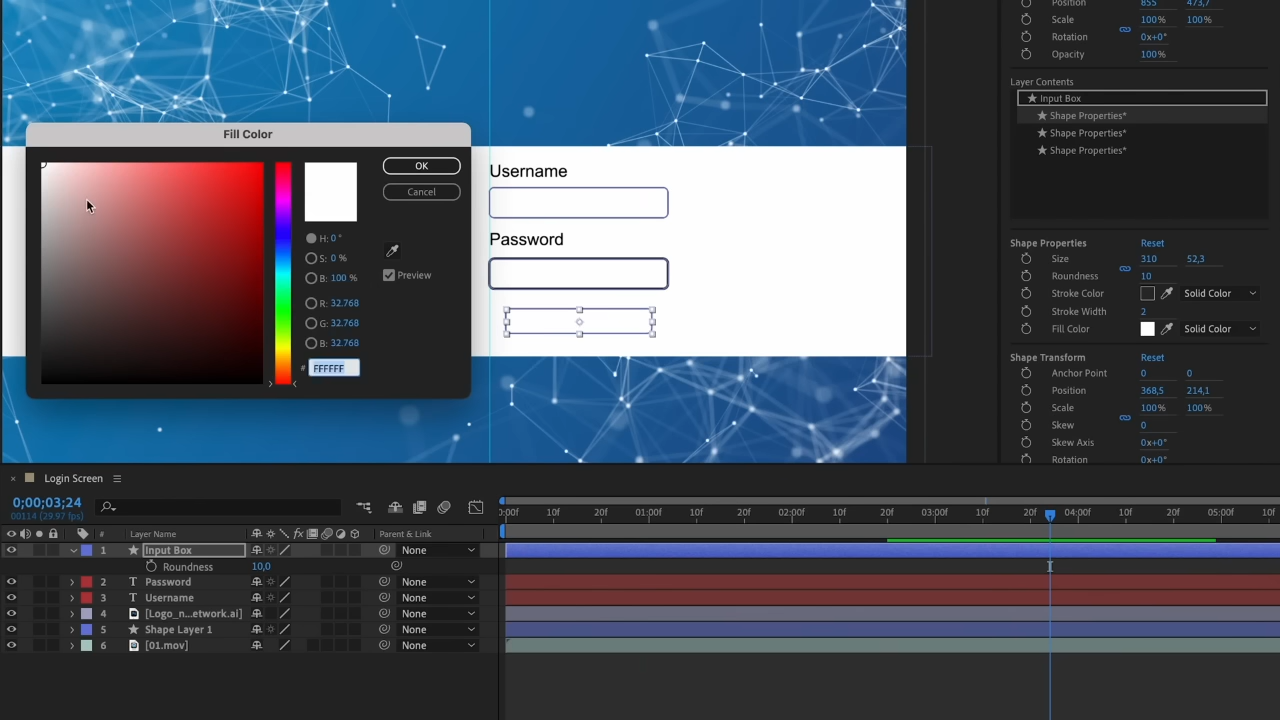 Position 855 473,7
Scale 100% 100%
Rotation 0x+0°
Opacity 100%
Layer Contents
Input Box
Shape Properties*
Shape Properties*
Shape Properties*
Fill Color
OK
Cancel
H: 0 °
S: 0 %
B: 100 %
Preview
R: 32.768
G: 32.768
B: 32.768
# FFFFFF
Username
Password
Shape Properties Reset
Size 310 52,3
Roundness 10
Stroke Color Solid Color
Stroke Width 2
Fill Color Solid Color
Shape Transform Reset
Anchor Point 0 0
Position 368,5 214,1
Scale 100% 100%
Skew 0
Skew Axis 0x+0°
Rotation 0x+0°
× Login Screen
0;00;03;24
00114 (29.97 fps)
:00f 10f 20f 01:00f 10f 20f 02:00f 10f 20f 03:00f 10f 20f 04:00f 10f 20f 05:00f 10f
# Layer Name fx Parent & Link
1 Input Box None
Roundness 10,0
2 T Password None
3 T Username None
4 [Logo_n...etwork.ai] None
5 Shape Layer 1 None
6 [01.mov] None